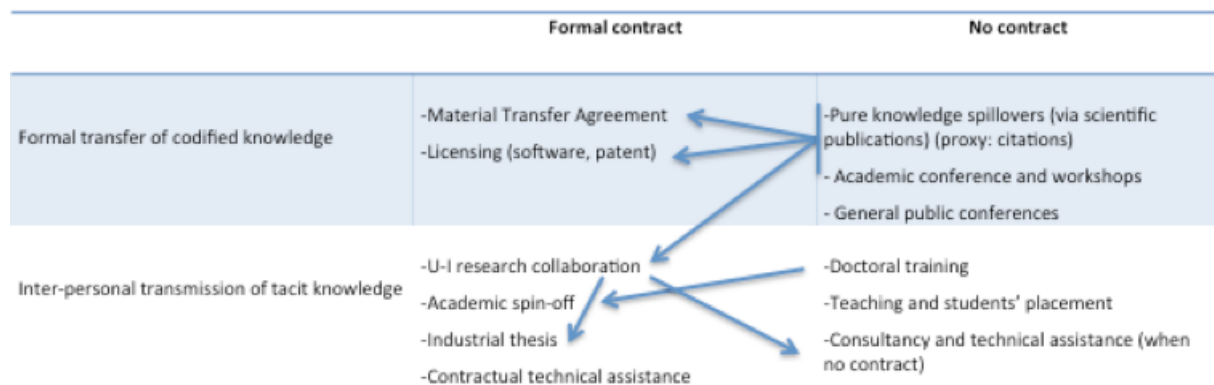 Formal contract
No contract
Formal transfer of codified knowledge
-Material Transfer Agreement
-Licensing (software, patent)
-Pure knowledge spillovers (via scientific
publications) (proxy: citations)
- Academic conference and workshops
- General public conferences
Inter-personal transmission of tacit knowledge
-U-I research collaboration
-Academic spin-off
-Industrial thesis
-Contractual technical assistance
-Doctoral training
-Teaching and students’ placement
-Consultancy and technical assistance (when
no contract)